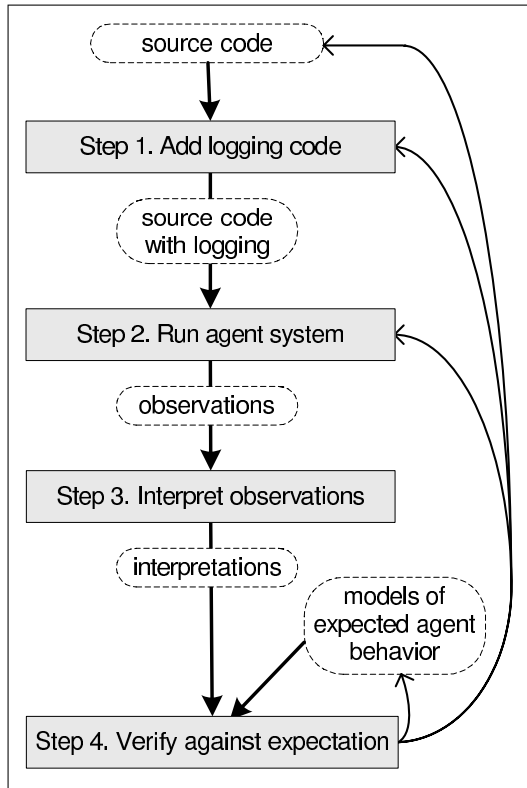 source code
Step 1. Add logging code
source code
with logging
Step 2. Run agent system
observations
Step 3. Interpret observations
interpretations
models of
expected agent
behavior
Step 4. Verify against expectation